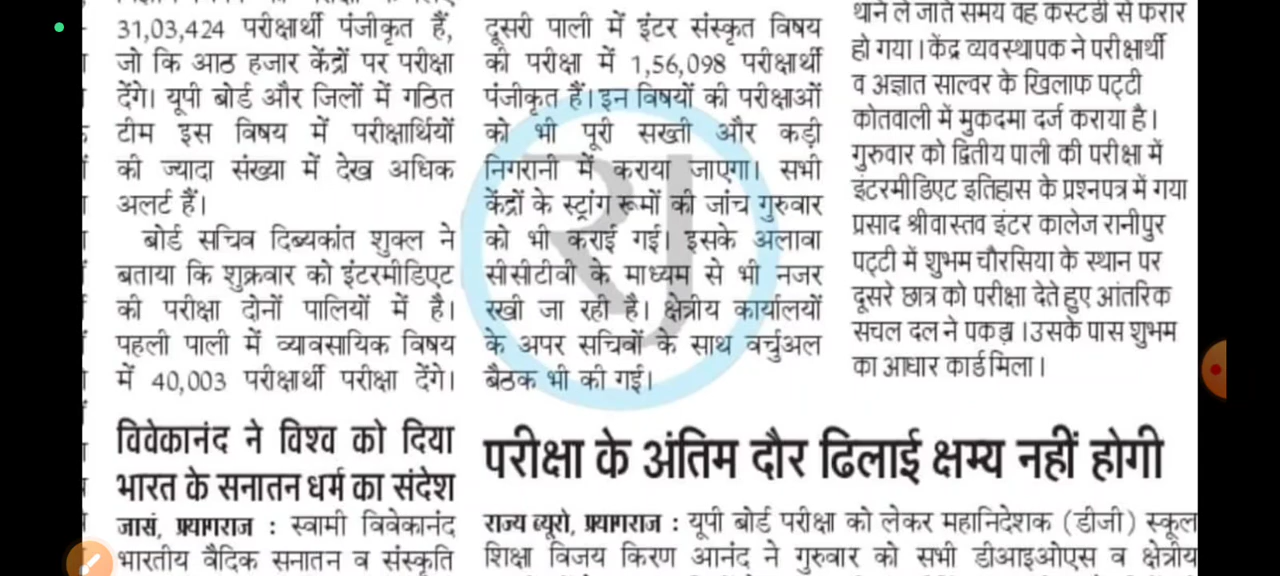 31,03,424 परीक्षार्थी पंजीकृत हैं,
जो कि आठ हजार केंद्रों पर परीक्षा
देंगे। यूपी बोर्ड और जिलों में गठित
टीम इस विषय में परीक्षार्थियों
की ज्यादा संख्या में देख अधिक
अलर्ट हैं।
बोर्ड सचिव दिब्यकांत शुक्ल ने
बताया कि शुक्रवार को इंटरमीडिएट
की परीक्षा दोनों पालियों में है।
पहली पाली में व्यावसायिक विषय
में 40,003 परीक्षार्थी परीक्षा देंगे।
दूसरी पाली में इंटर संस्कृत विषय
की परीक्षा में 1,56,098 परीक्षार्थी
पंजीकृत हैं। इन विषयों की परीक्षाओं
को भी पूरी सख्ती और कड़ी
निगरानी में कराया जाएगा। सभी
केंद्रों के स्ट्रांग रूमों की जांच गुरुवार
को भी कराई गई। इसके अलावा
सीसीटीवी के माध्यम से भी नजर
रखी जा रही है। क्षेत्रीय कार्यालयों
के अपर सचिवों के साथ वर्चुअल
बैठक भी की गई।
थाने ले जाते समय वह कस्टडी से फरार
हो गया। केंद्र व्यवस्थापक ने परीक्षार्थी
व अज्ञात साल्वर के खिलाफ पट्टी
कोतवाली में मुकदमा दर्ज कराया है।
गुरुवार को द्वितीय पाली की परीक्षा में
इंटरमीडिएट इतिहास के प्रश्नपत्र में गया
प्रसाद श्रीवास्तव इंटर कालेज रानीपुर
पट्टी में शुभम चौरसिया के स्थान पर
दूसरे छात्र को परीक्षा देते हुए आंतरिक
सचल दल ने पकड़ा।उसके पास शुभम
का आधार कार्ड मिला।
विवेकानंद ने विश्व को दिया
भारत के सनातन धर्म का संदेश
जासं, प्रयागराज : स्वामी विवेकानंद
भारतीय वैदिक सनातन व संस्कृति
परीक्षा के अंतिम दौर ढिलाई क्षम्य नहीं होगी
राज्य ब्यूरो, प्रयागराज : यूपी बोर्ड परीक्षा को लेकर महानिदेशक (डीजी) स्कूल
शिक्षा विजय किरण आनंद ने गुरुवार को सभी डीआइओएस व क्षेत्रीय
RJ